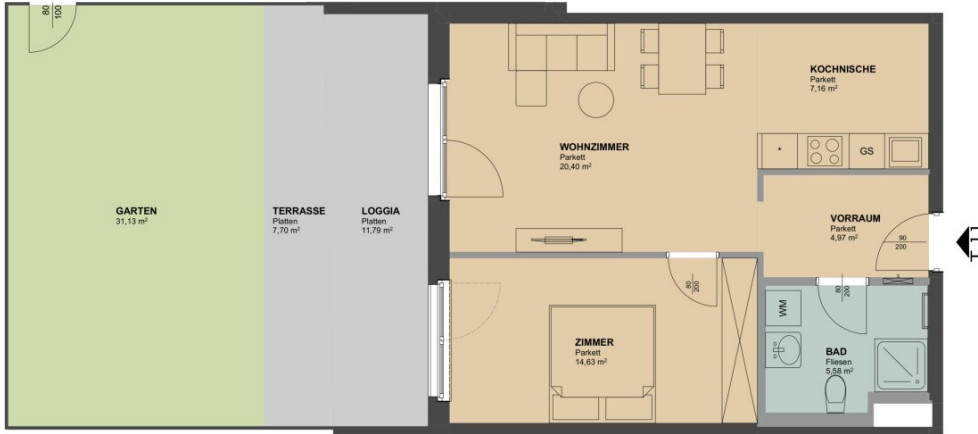 80
100
KOCHNISCHE
Parkett
7,16 m²
WOHNZIMMER
Parkett
20,40 m²
*
GS
GARTEN
31,13 m²
TERRASSE
Platten
7,70 m²
LOGGIA
Platten
11,79 m²
VORRAUM
Parkett
4,97 m²
90
200
80
200
80
200
WM
ZIMMER
Parkett
14,63 m²
BAD
Fliesen
5,58 m²